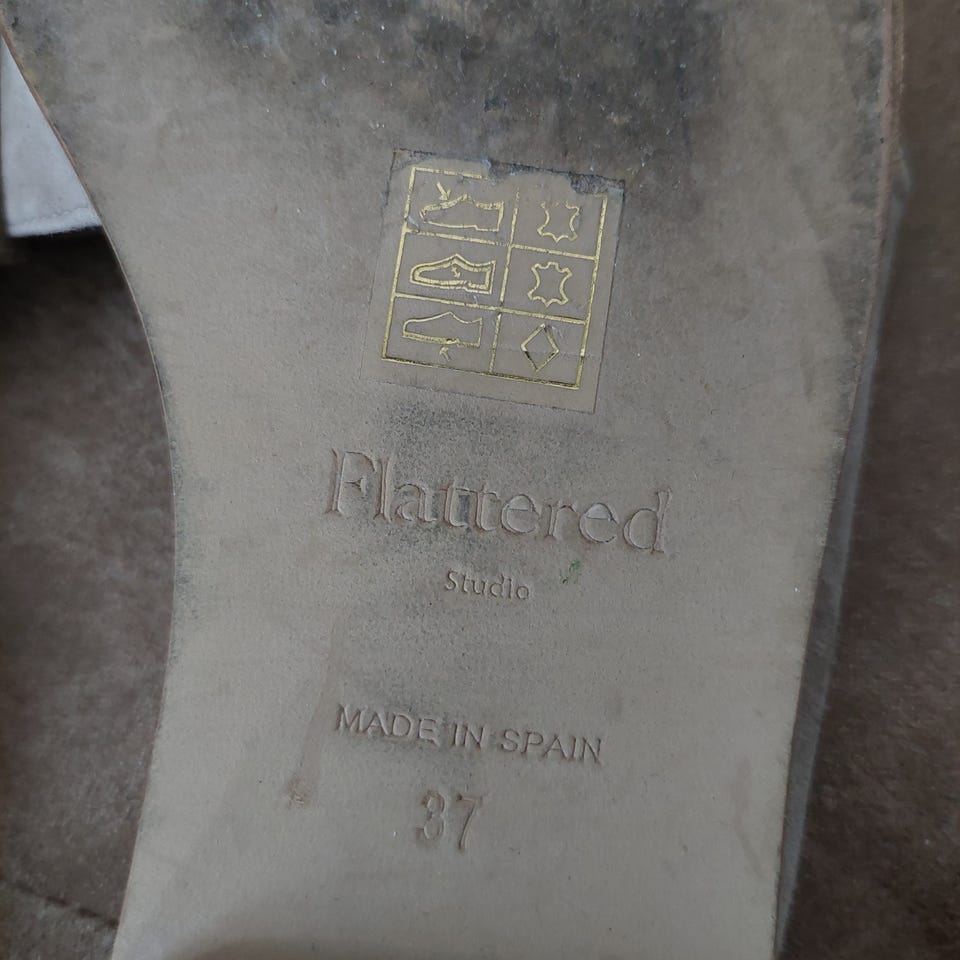 Flattered
Studio
MADE IN SPAIN
37